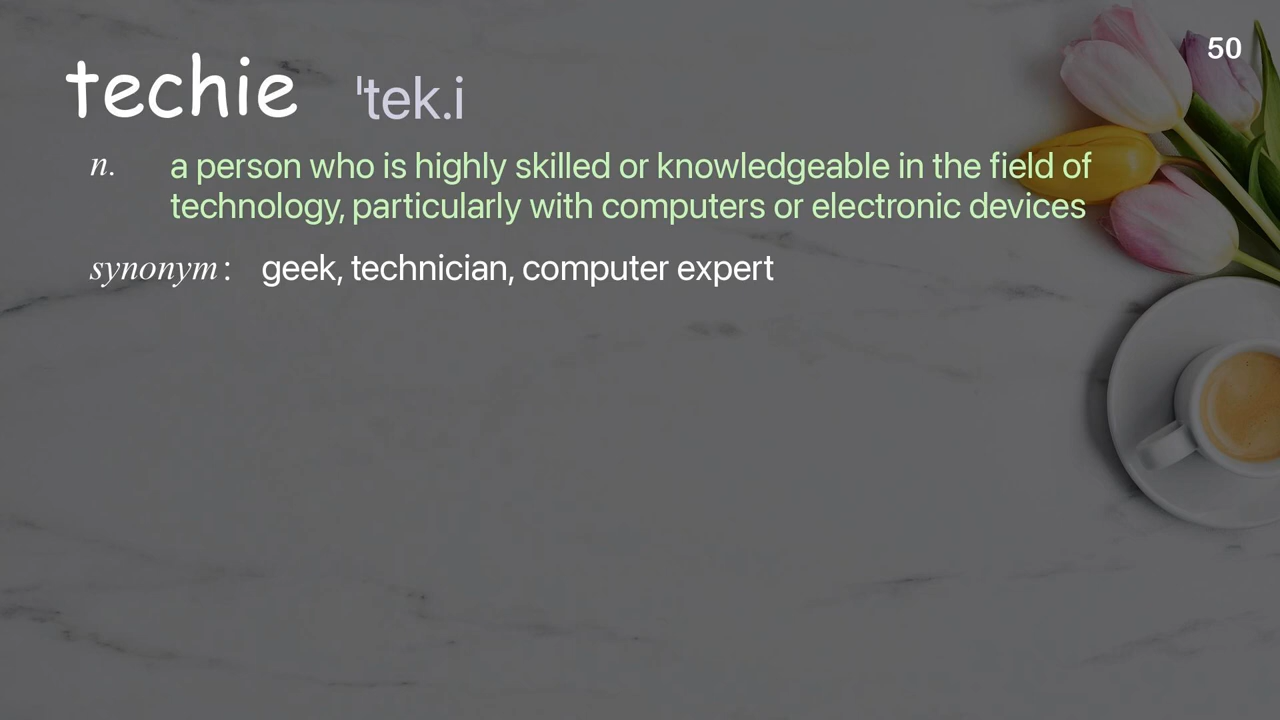 50
techie ˈtek.i
n. a person who is highly skilled or knowledgeable in the field of
technology, particularly with computers or electronic devices
synonym: geek, technician, computer expert